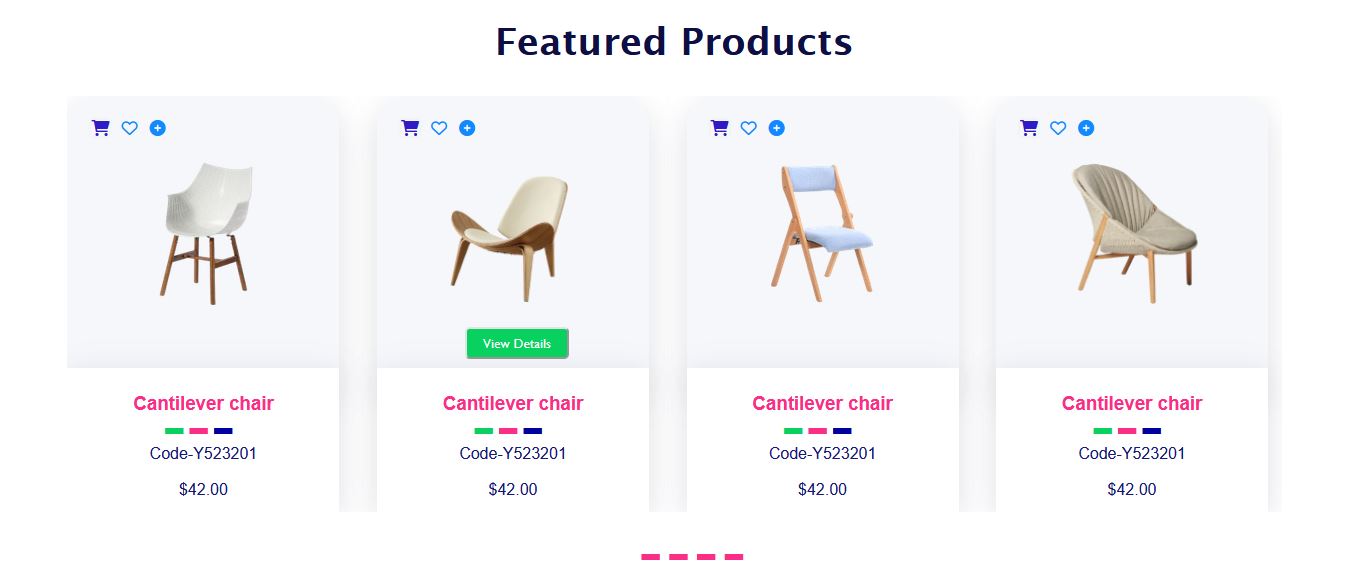 Featured Products
View Details
Cantilever chair
Cantilever chair
Cantilever chair
Cantilever chair
Code-Y523201
Code-Y523201
Code-Y523201
Code-Y523201
$42.00
$42.00
$42.00
$42.00